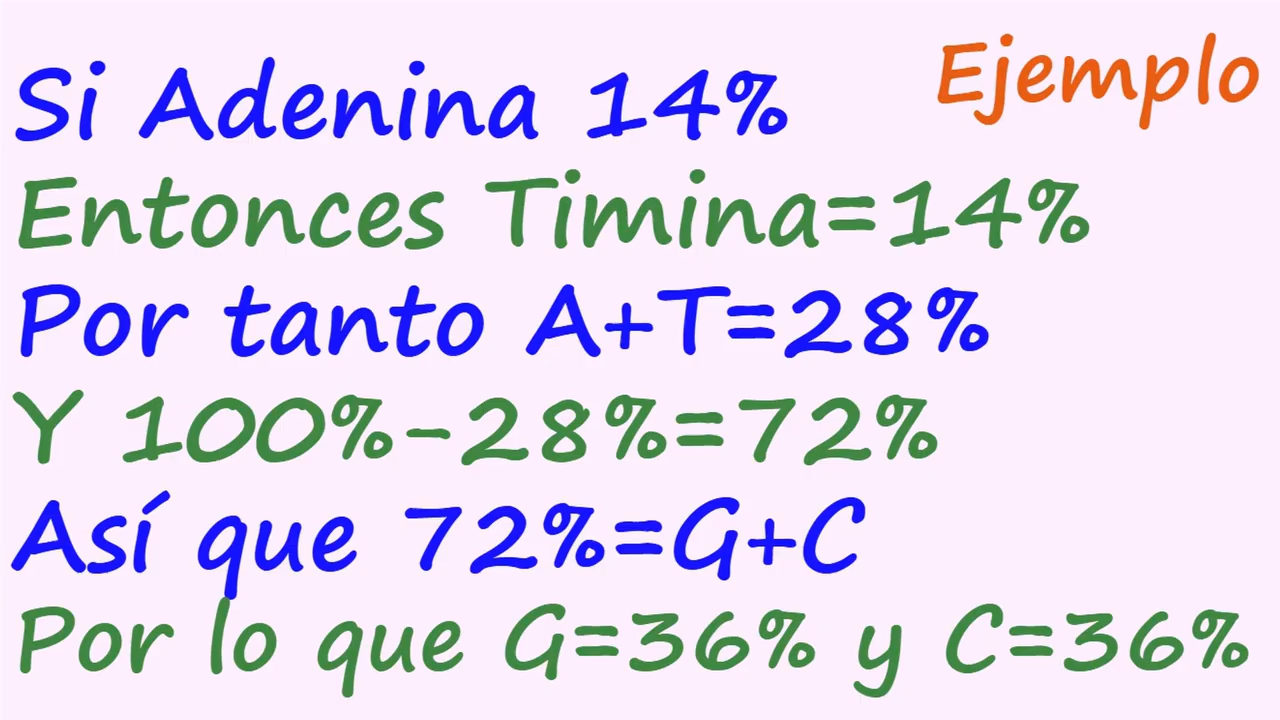 Ejemplo
Si Adenina 14%
Entonces Timina=14%
Por tanto A+T=28%
Y 100%-28%=72%
Así que 72%=G+C
Por lo que G=36% y C=36%